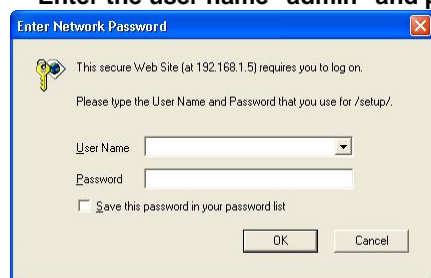 Enter the user name "admin" and
Enter Network Password
This secure Web Site (at 192.168.1.5) requires you to log on.
Please type the User Name and Password that you use for /setup/.
User Name
Password
Save this password in your password list
OK Cancel